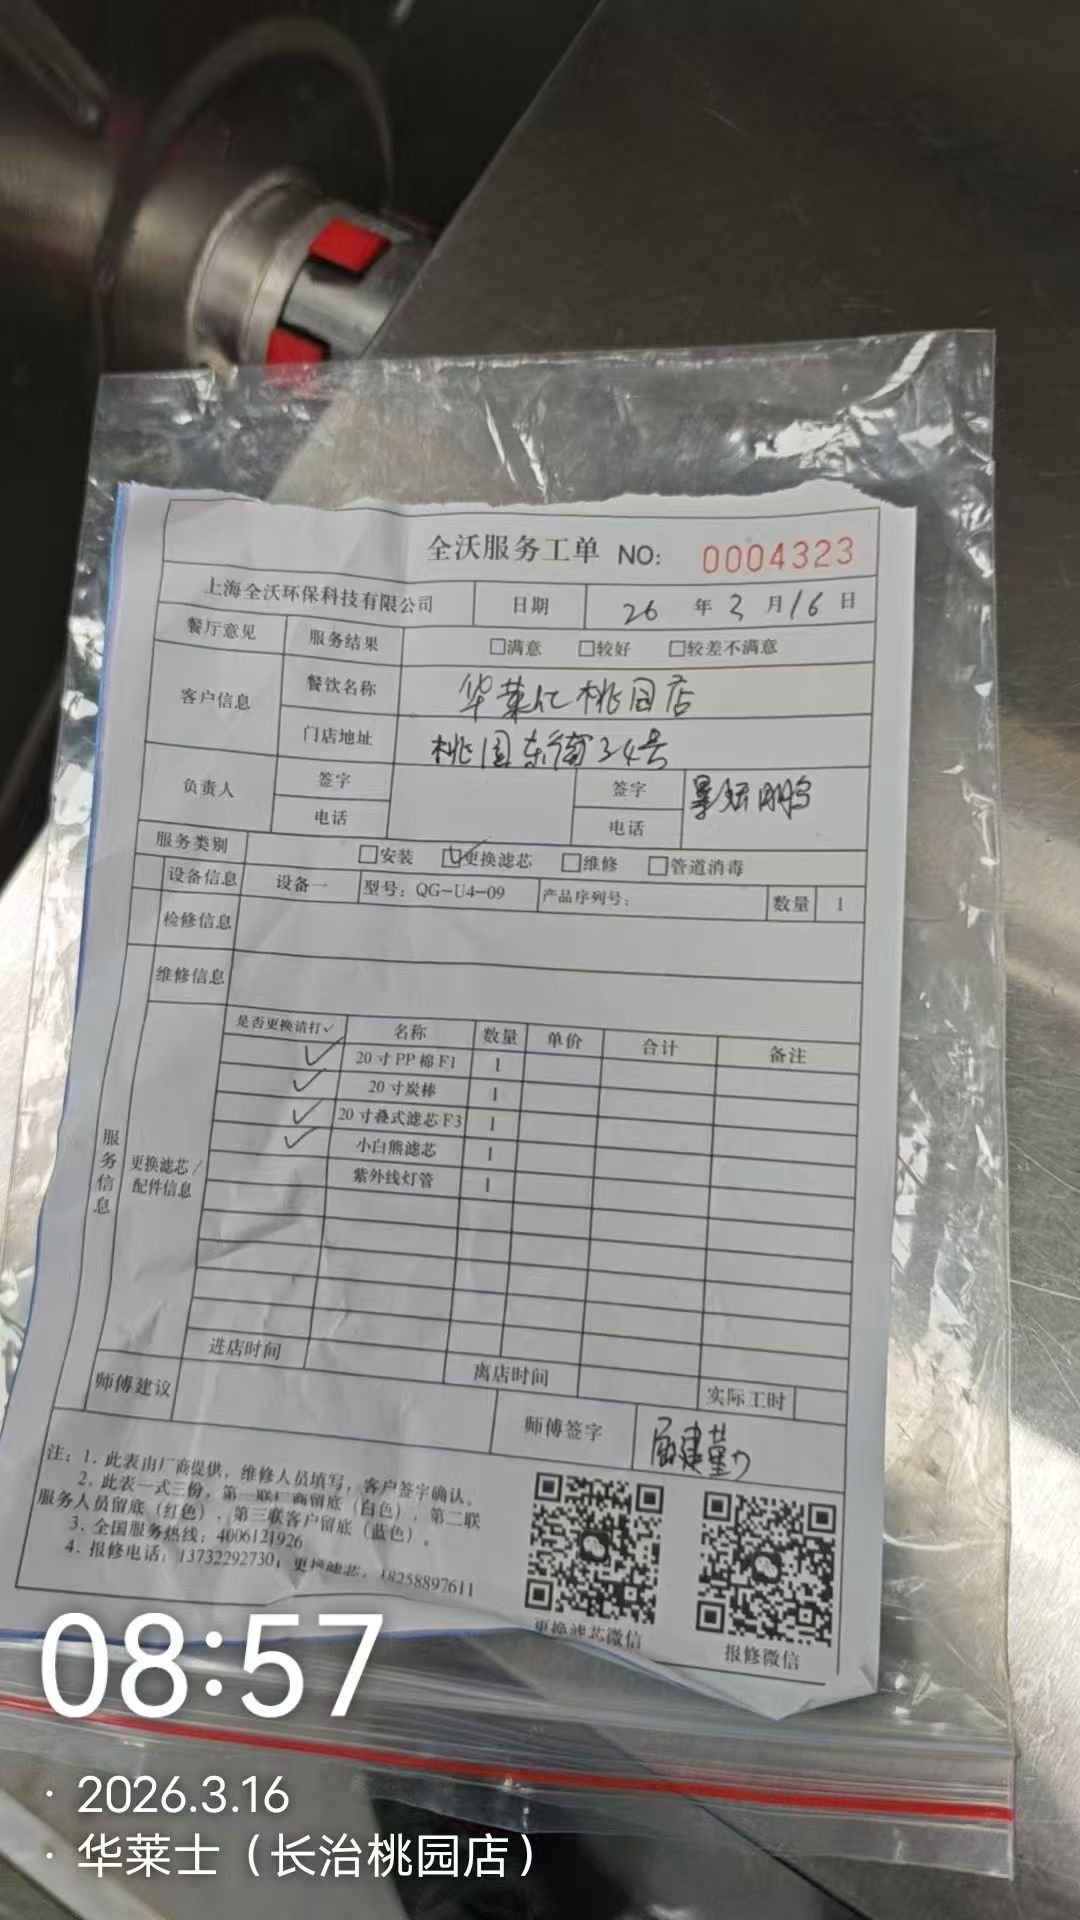 全沃服务工单 NO: 0004323
上海全沃环保科技有限公司 日期 26 年 3 月 16 日
餐厅意见 服务结果 □满意 □较好 □较差不满意
客户信息 餐饮名称 华莱仕桃园店
门店地址 桃园东街34号
负责人 签字 签字
电话 电话
服务类别 □安装 ☑更换滤芯 □维修 □管道消毒
设备信息 设备一 型号: QG-U4-09 产品序列号: 数量 1
检修信息
维修信息
服务信息
更换滤芯/配件信息
是否更换请打✓ 名称 数量 单价 合计 备注
✓ 20寸PP棉F1 1
✓ 20寸炭棒 1
✓ 20寸叠式滤芯F3 1
✓ 小白熊滤芯 1
紫外线灯管 1
进店时间 离店时间 实际工时
师傅建议 师傅签字
注: 1. 此表由厂商提供, 维修人员填写, 客户签字确认。
2. 此表一式三份, 第一联厂商留底 (白色), 第二联
服务人员留底 (红色), 第三联客户留底 (蓝色)。
3. 全国服务热线: 4006121926
4. 报修电话: 13732292730; 更换滤芯: 18258897611
更换滤芯微信 报修微信
08:57
· 2026.3.16
· 华莱士（长治桃园店）